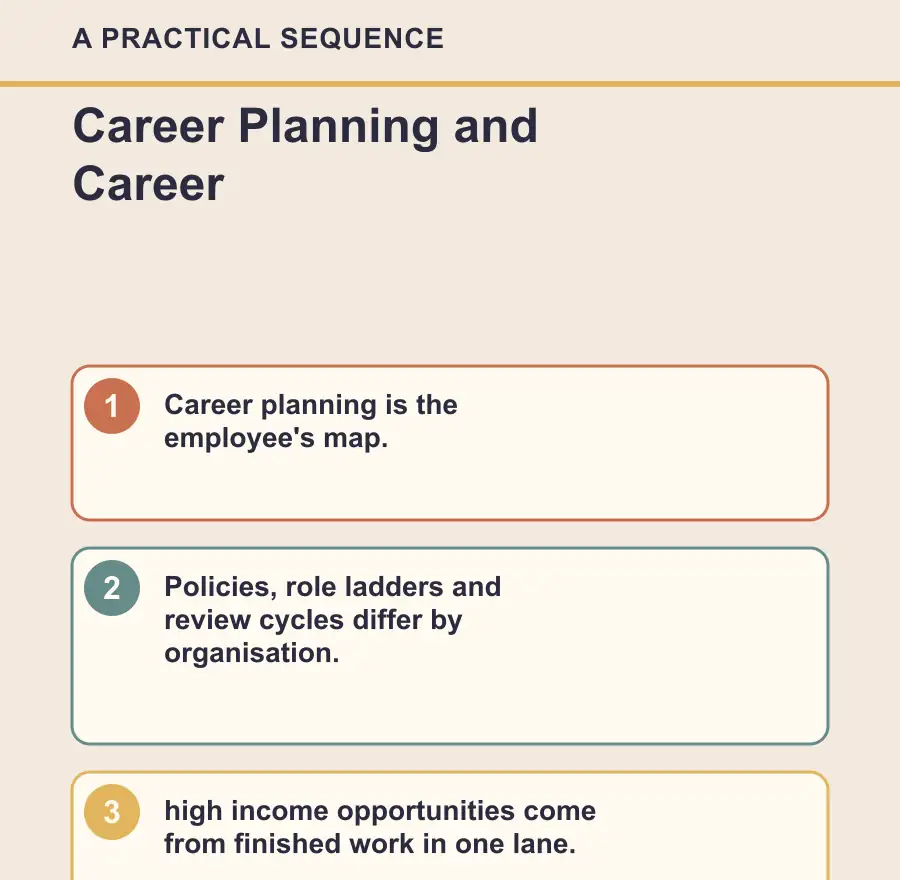 A PRACTICAL SEQUENCE
Career Planning and
Career
1
Career planning is the
employee's map.
2
Policies, role ladders and
review cycles differ by
organisation.
3
high income opportunities come
from finished work in one lane.